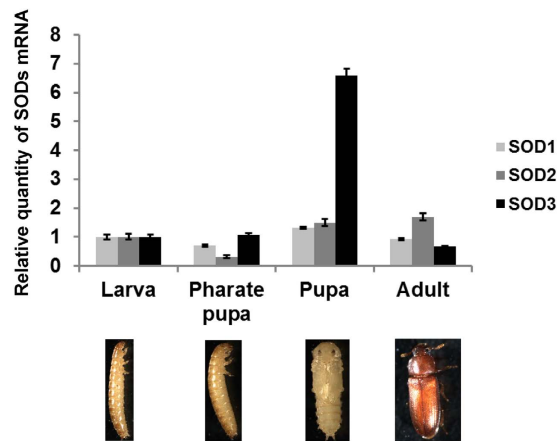 Relative quantity of SODs mRNA
8
7
6
5
4
3
2
1
0
SOD1
SOD2
SOD3
Larva
Pharate
pupa
Pupa
Adult